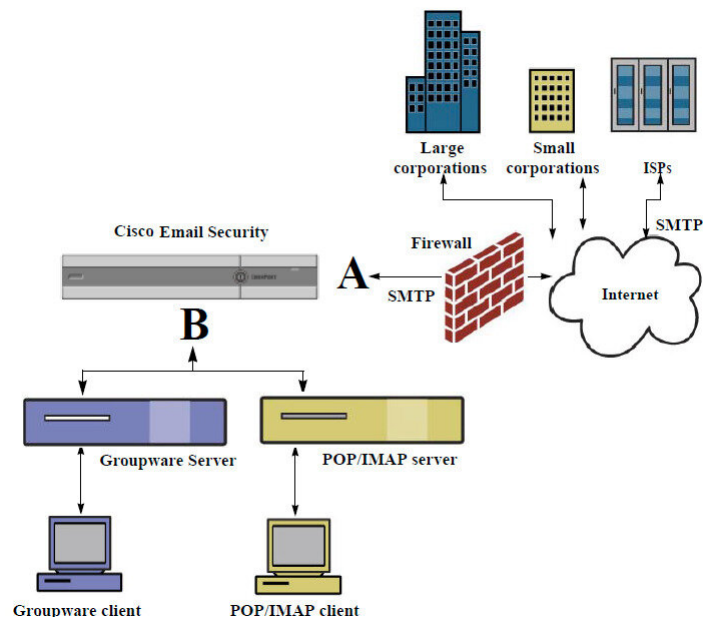 Large
corporations
Small
corporations
ISPs
SMTP
Cisco Email Security
Firewall
A
SMTP
Internet
B
Groupware Server
POP/IMAP server
Groupware client
POP/IMAP client